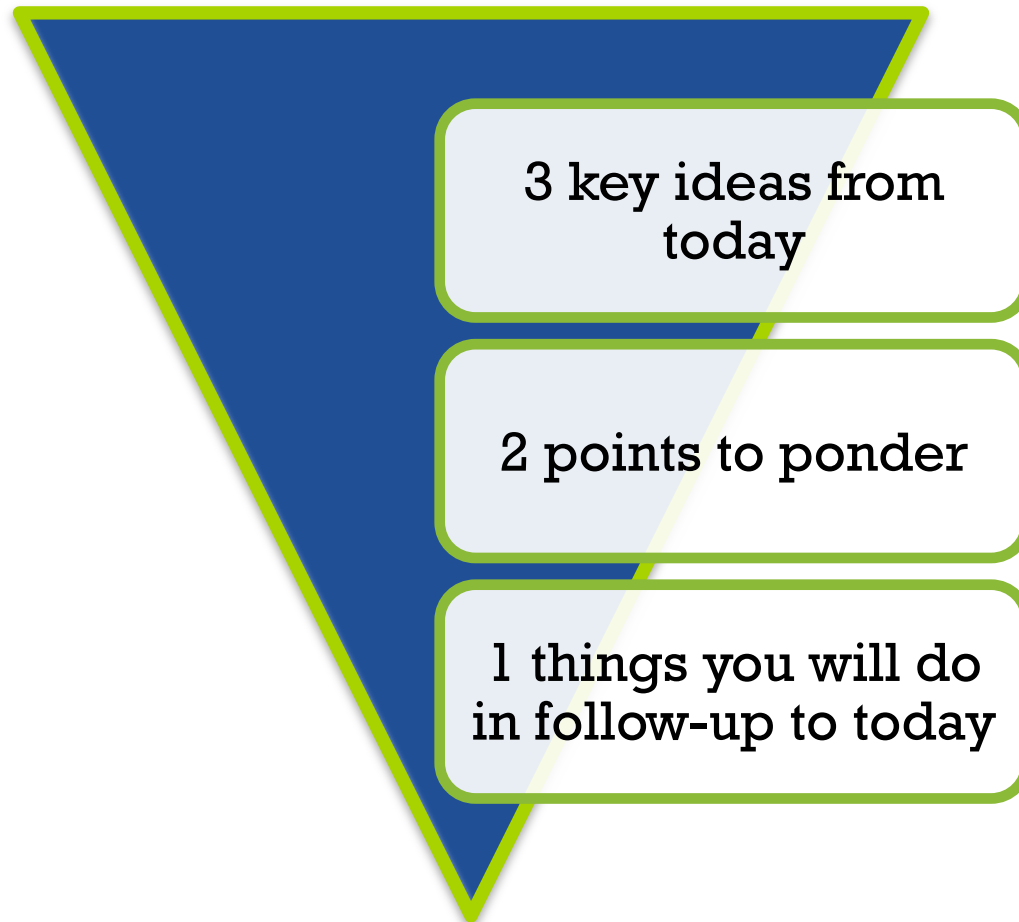 3 key ideas from
today
2 points to ponder
1 things you will do
in follow-up to today